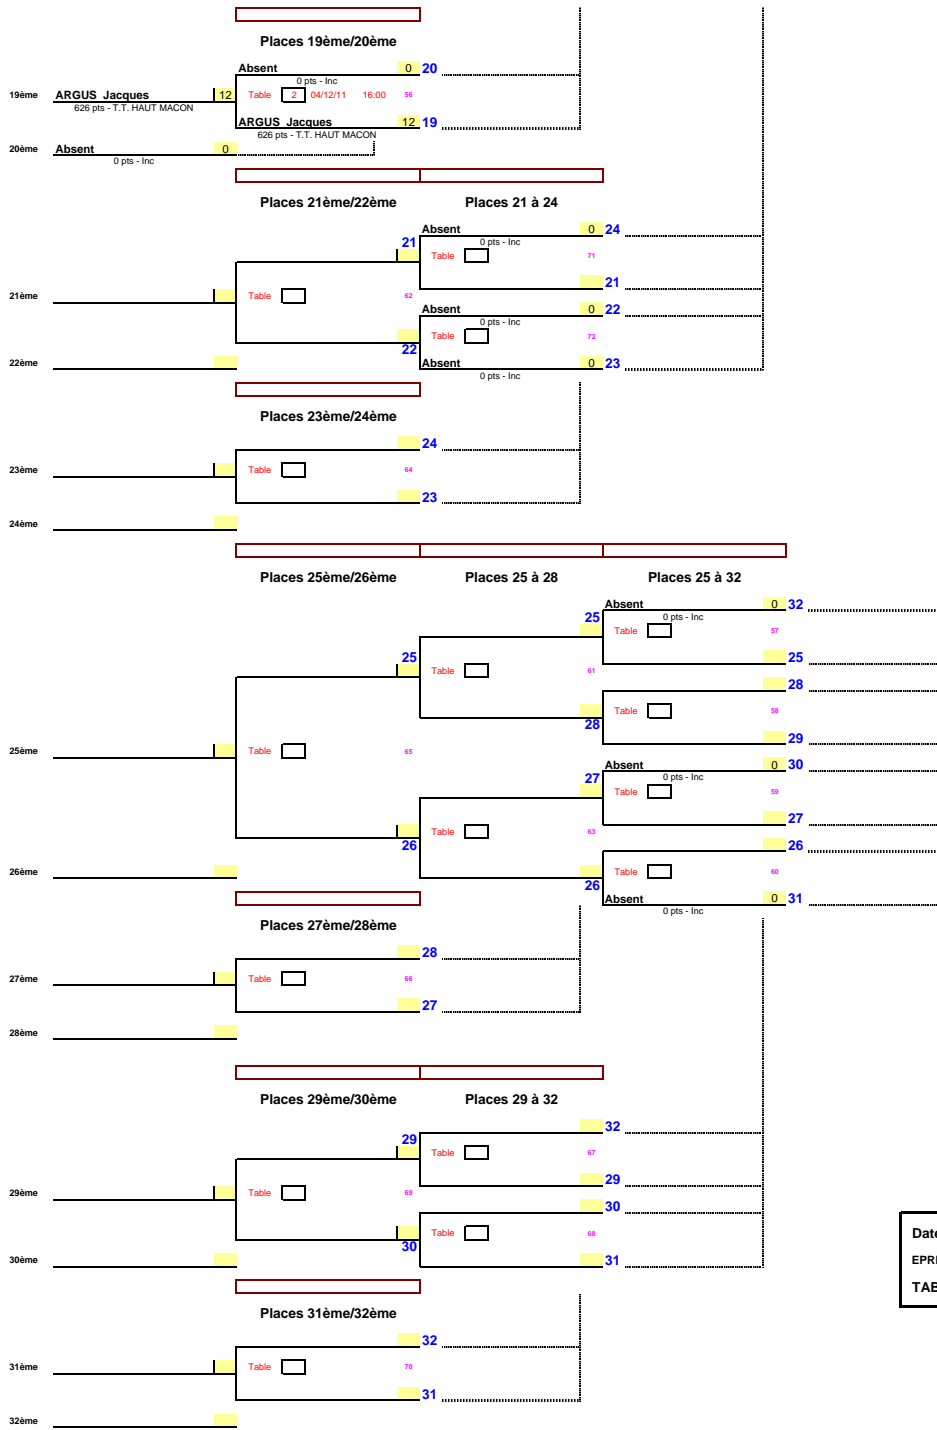 Places 19ème/20ème
Absent 0 20
0 pts - Inc
19ème ARGUS Jacques 12 Table 2 04/12/11 16:00 56
626 pts - T.T. HAUT MACON
ARGUS Jacques 12 19
626 pts - T.T. HAUT MACON
20ème Absent 0
0 pts - Inc
Places 21ème/22ème Places 21 à 24
Absent 0 24
21 0 pts - Inc
Table 71
21
21ème Table 62
Absent 0 22
0 pts - Inc
Table 72
22
22ème Absent 0 23
0 pts - Inc
Places 23ème/24ème
24
23ème Table 64
23
24ème
Places 25ème/26ème Places 25 à 28 Places 25 à 32
Absent 0 32
25 0 pts - Inc
Table 57
25 25
Table 61
28
Table 58
28
29
25ème Table 65
Absent 0 30
27 0 pts - Inc
Table 59
27
Table 63
26 26
26ème Table 60
26
Absent 0 31
0 pts - Inc
Places 27ème/28ème
28
27ème Table 66
27
28ème
Places 29ème/30ème Places 29 à 32
32
29
Table 67
29
29ème Table 69
30
Table 68
30
30ème 31
Date
EPR
TAB
Places 31ème/32ème
32
31ème Table 70
31
32ème